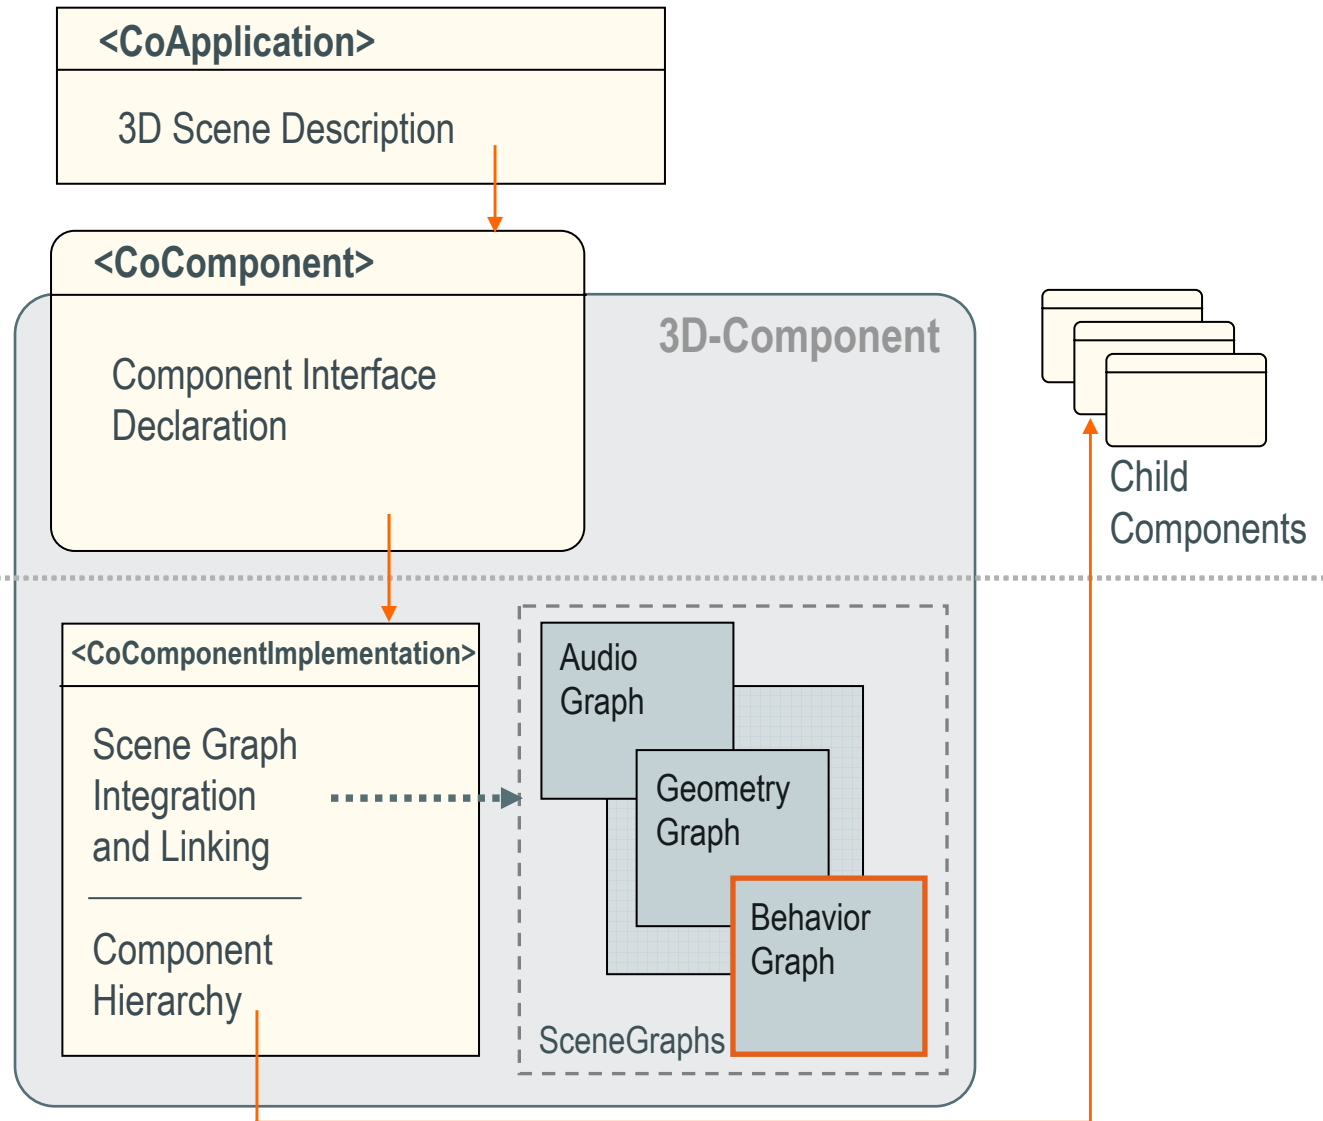 <CoApplication>
3D Scene Description
<CoComponent>
3D-Component
Component Interface
Declaration
Child
Components
<CoComponentImplementation>
Scene Graph
Integration
and Linking
Component
Hierarchy
Audio
Graph
Geometry
Graph
Behavior
Graph
SceneGraphs